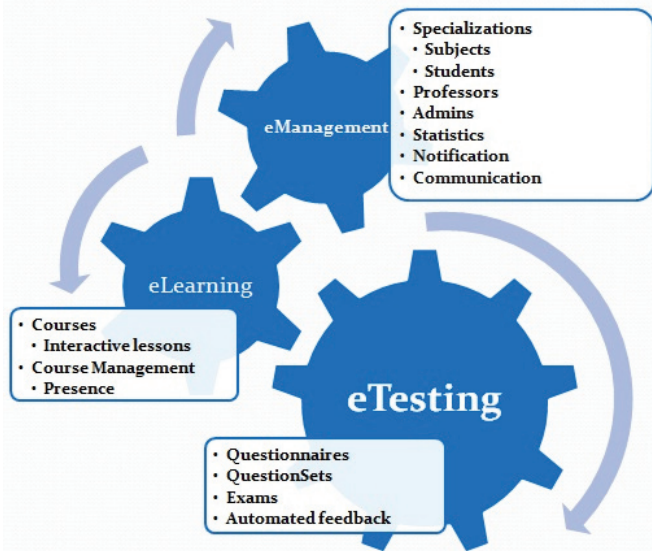 eManagement
• Specializations
• Subjects
• Students
• Professors
• Admins
• Statistics
• Notification
• Communication
eLearning
• Courses
• Interactive lessons
• Course Management
• Presence
eTesting
• Questionnaires
• QuestionSets
• Exams
• Automated feedback